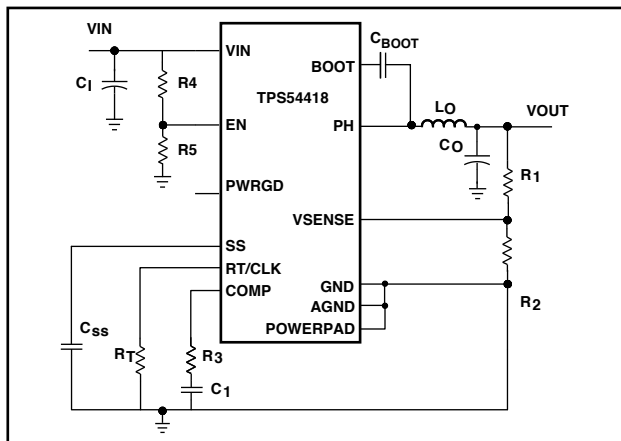 VIN
VIN
CBOOT
BOOT
CI
R4
TPS54418
LO
VOUT
EN
PH
CO
R5
R1
PWRGD
VSENSE
SS
RT/CLK
GND
COMP
AGND
R2
POWERPAD
CSS
RT
R3
C1